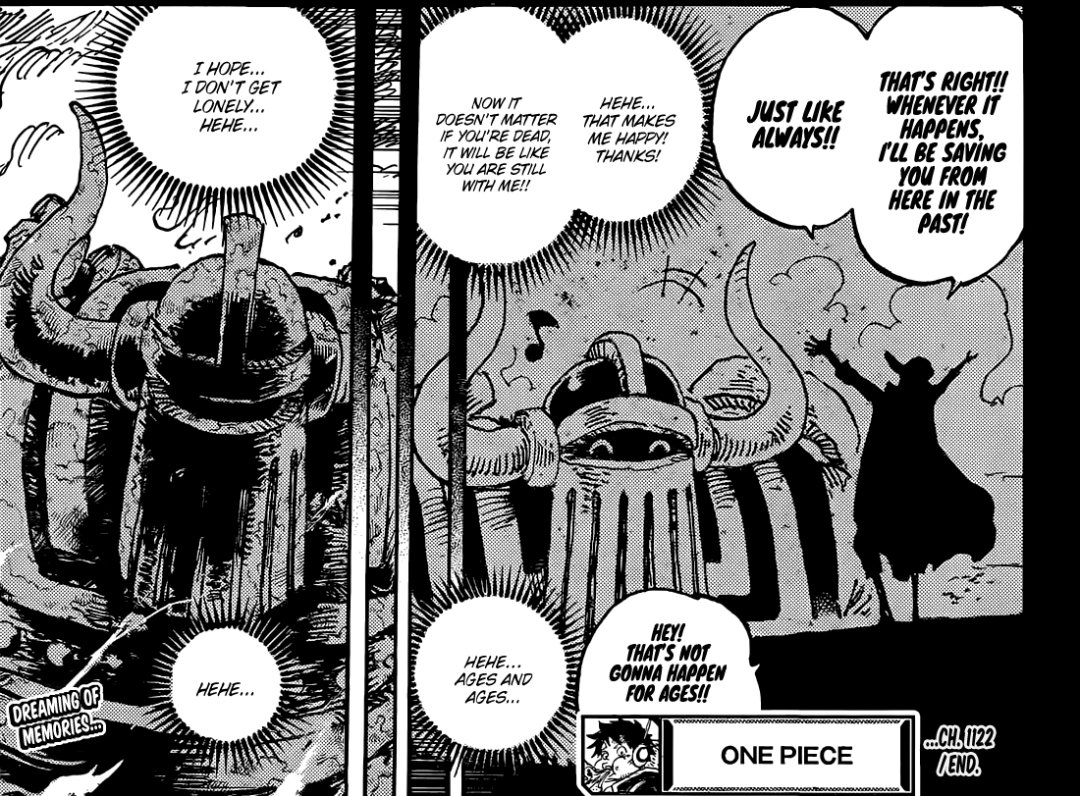 THAT'S RIGHT!!
WHENEVER IT
HAPPENS,
I'LL BE SAVING
YOU FROM
HERE IN THE
PAST!
JUST LIKE
ALWAYS!!
HEHE...
THAT MAKES
ME HAPPY!
THANKS!
NOW IT
DOESN'T MATTER
IF YOU'RE DEAD,
IT WILL BE LIKE
YOU ARE STILL
WITH ME!!
HEY!
THAT'S NOT
GONNA HAPPEN
FOR AGES!!
HEHE...
AGES AND
AGES...
I HOPE...
I DON'T GET
LONELY...
HEHE...
HEHE...
DREAMING OF
MEMORIES...
ONE PIECE
...CH. 1122
/END.